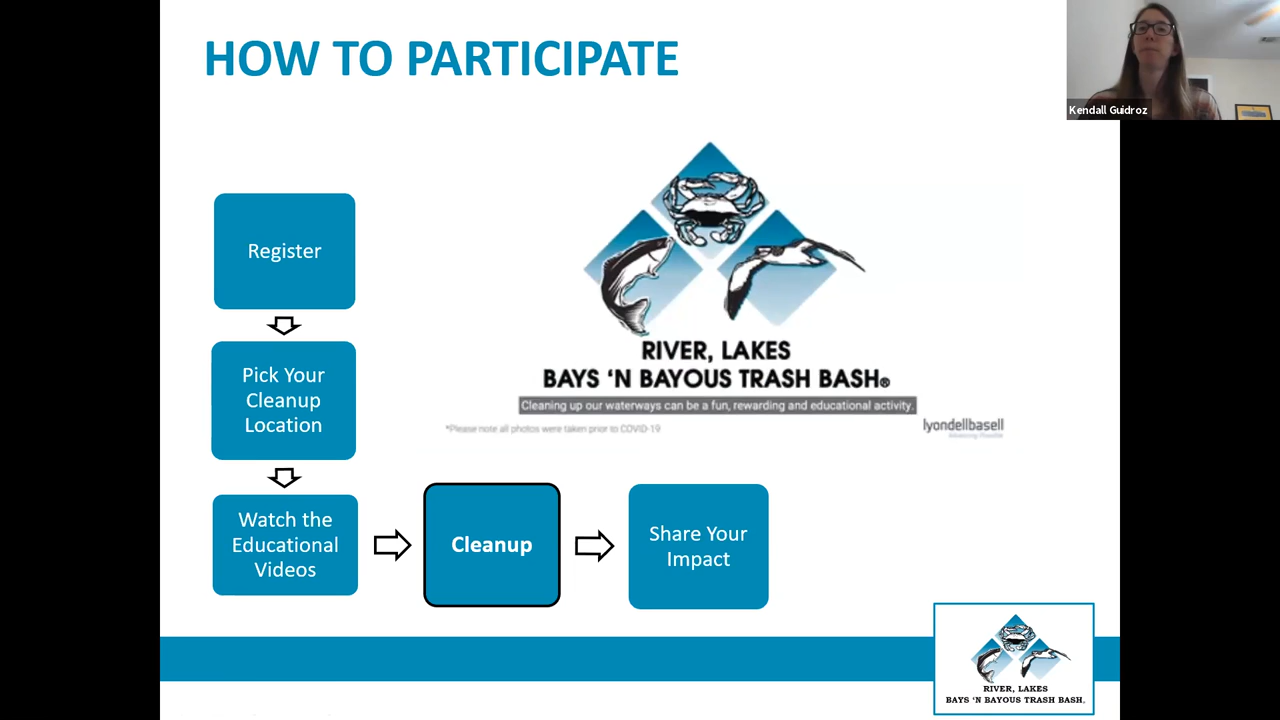 HOW TO PARTICIPATE
Kendall Guidroz
Register
Pick Your
Cleanup
Location
Watch the
Educational
Videos
Cleanup
Share Your
Impact
RIVER, LAKES
BAYS ‘N BAYOUS TRASH BASH®
Cleaning up our waterways can be a fun, rewarding and educational activity.
*Please note all photos were taken prior to COVID-19
lyondellbasell
RIVER, LAKES
BAYS ‘N BAYOUS TRASH BASH